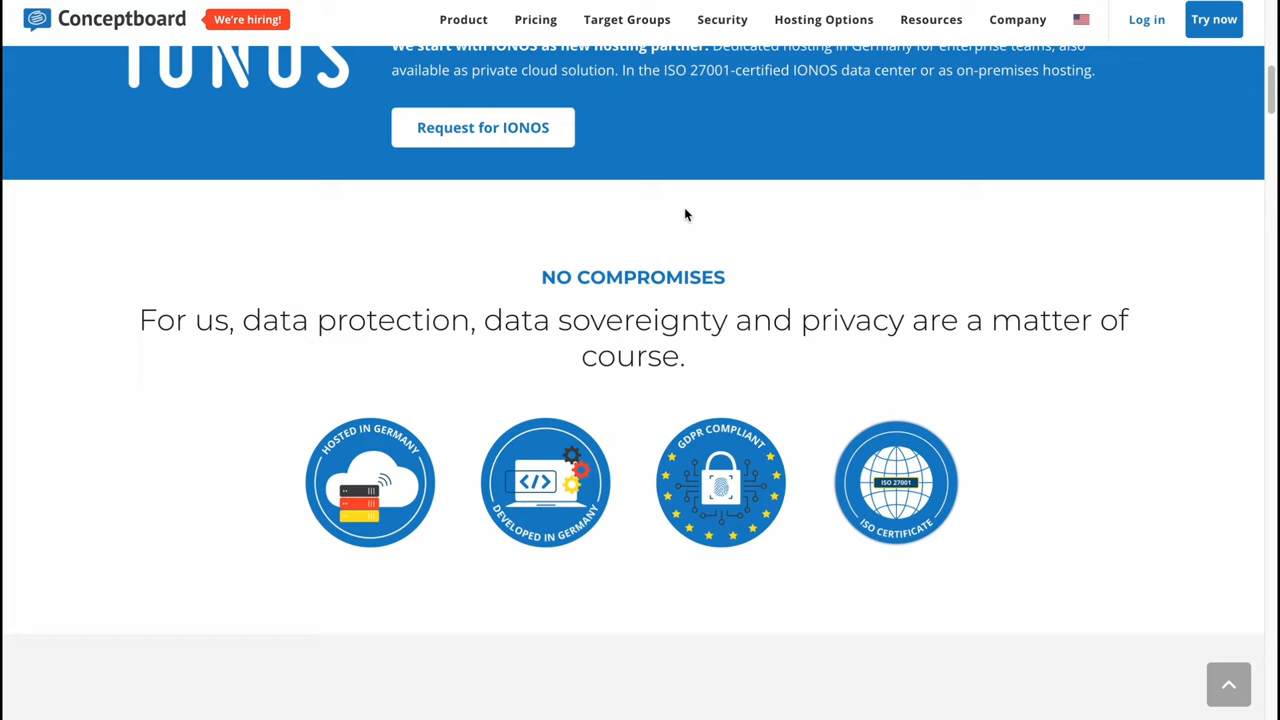 Conceptboard
We're hiring!
Product
Pricing
Target Groups
Security
Hosting Options
Resources
Company
Log in
Try now
IONOS
We start with IONOS as new hosting partner. Dedicated hosting in Germany for enterprise teams, also
available as private cloud solution. In the ISO 27001-certified IONOS data center or as on-premises hosting.
Request for IONOS
NO COMPROMISES
For us, data protection, data sovereignty and privacy are a matter of
course.
HOSTED IN GERMANY
</>
DEVELOPED IN GERMANY
GDPR COMPLIANT
ISO 27001
ISO CERTIFICATE